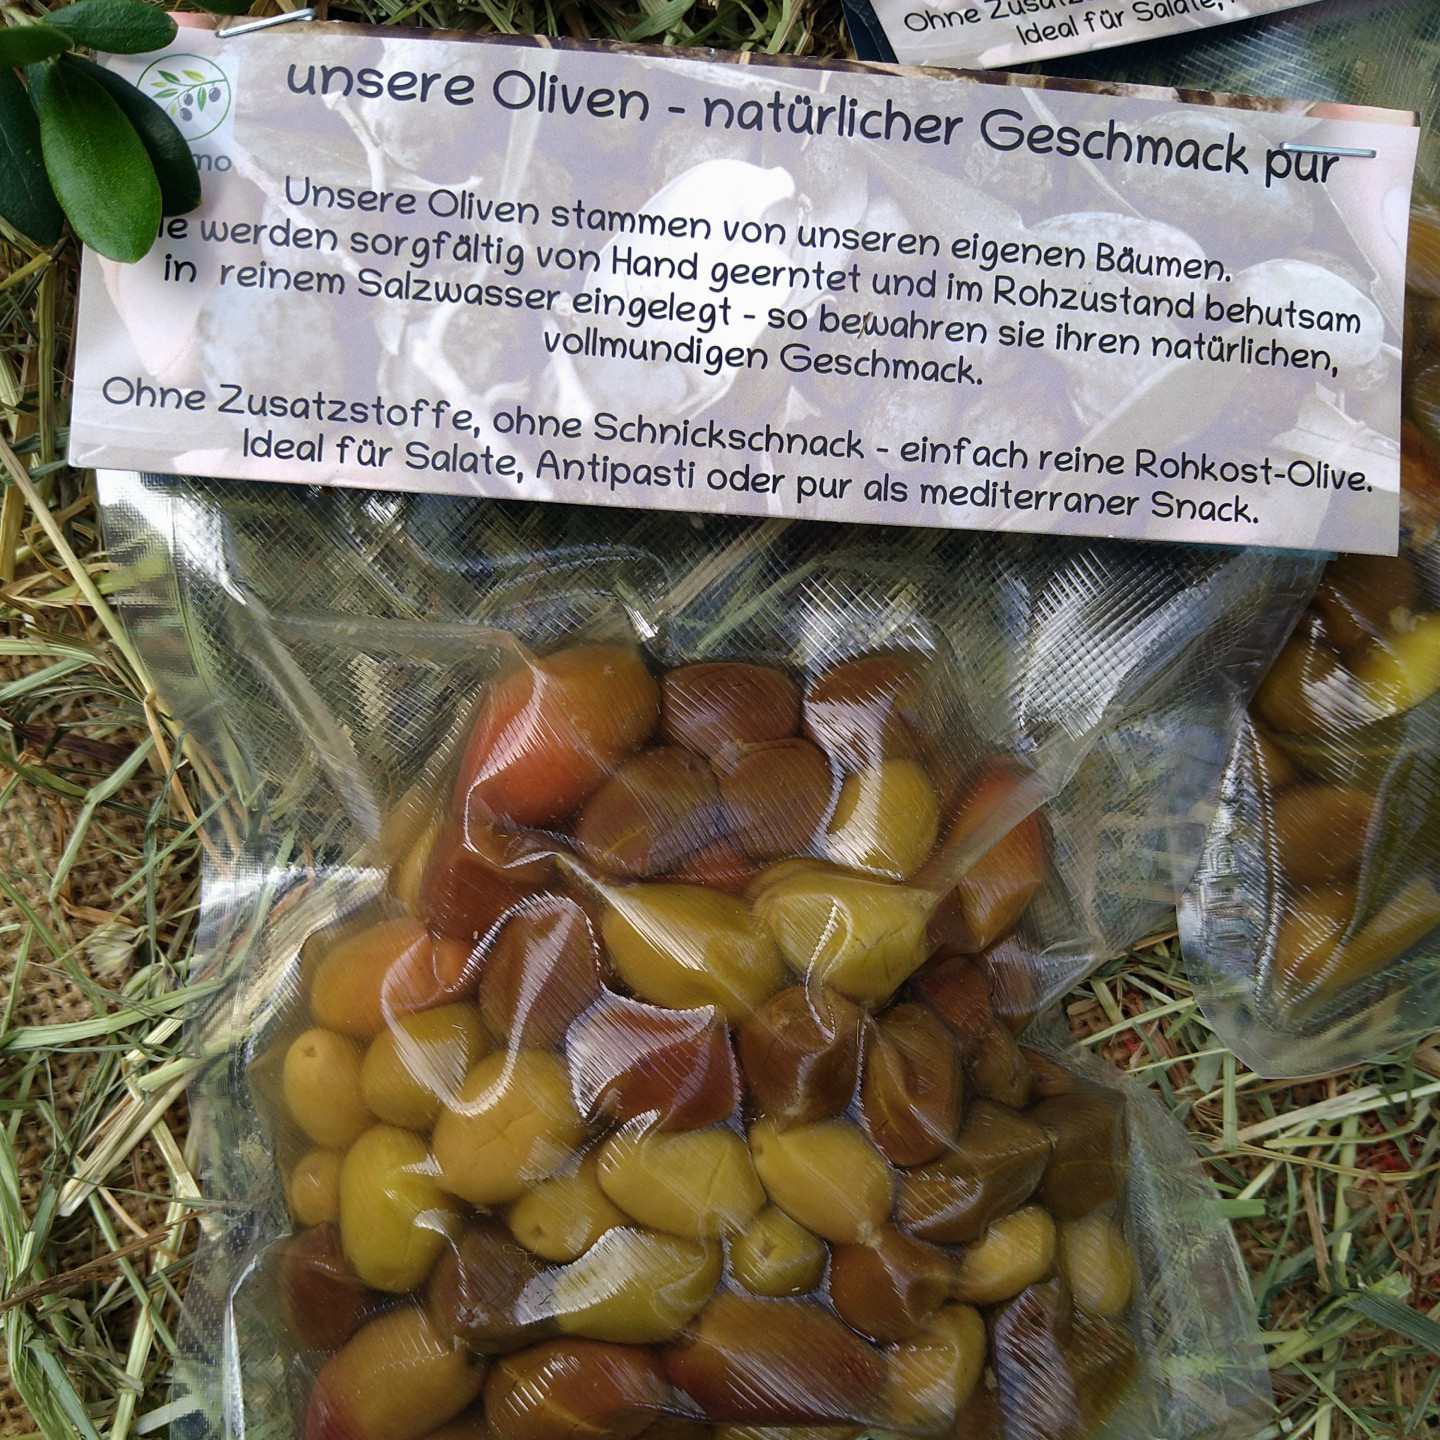 Ohne
Ideal für Salate,
unsere Oliven - natürlicher Geschmack pur
Unsere Oliven stammen von unseren eigenen Bäumen.
werden sorgfältig von Hand geerntet und im Rohzustand behutsam
in reinem Salzwasser eingelegt - so bewahren sie ihren natürlichen,
vollmundigen Geschmack.
Ohne Zusatzstoffe, ohne Schnickschnack - einfach reine Rohkost-Olive.
Ideal für Salate, Antipasti oder pur als mediterraner Snack.